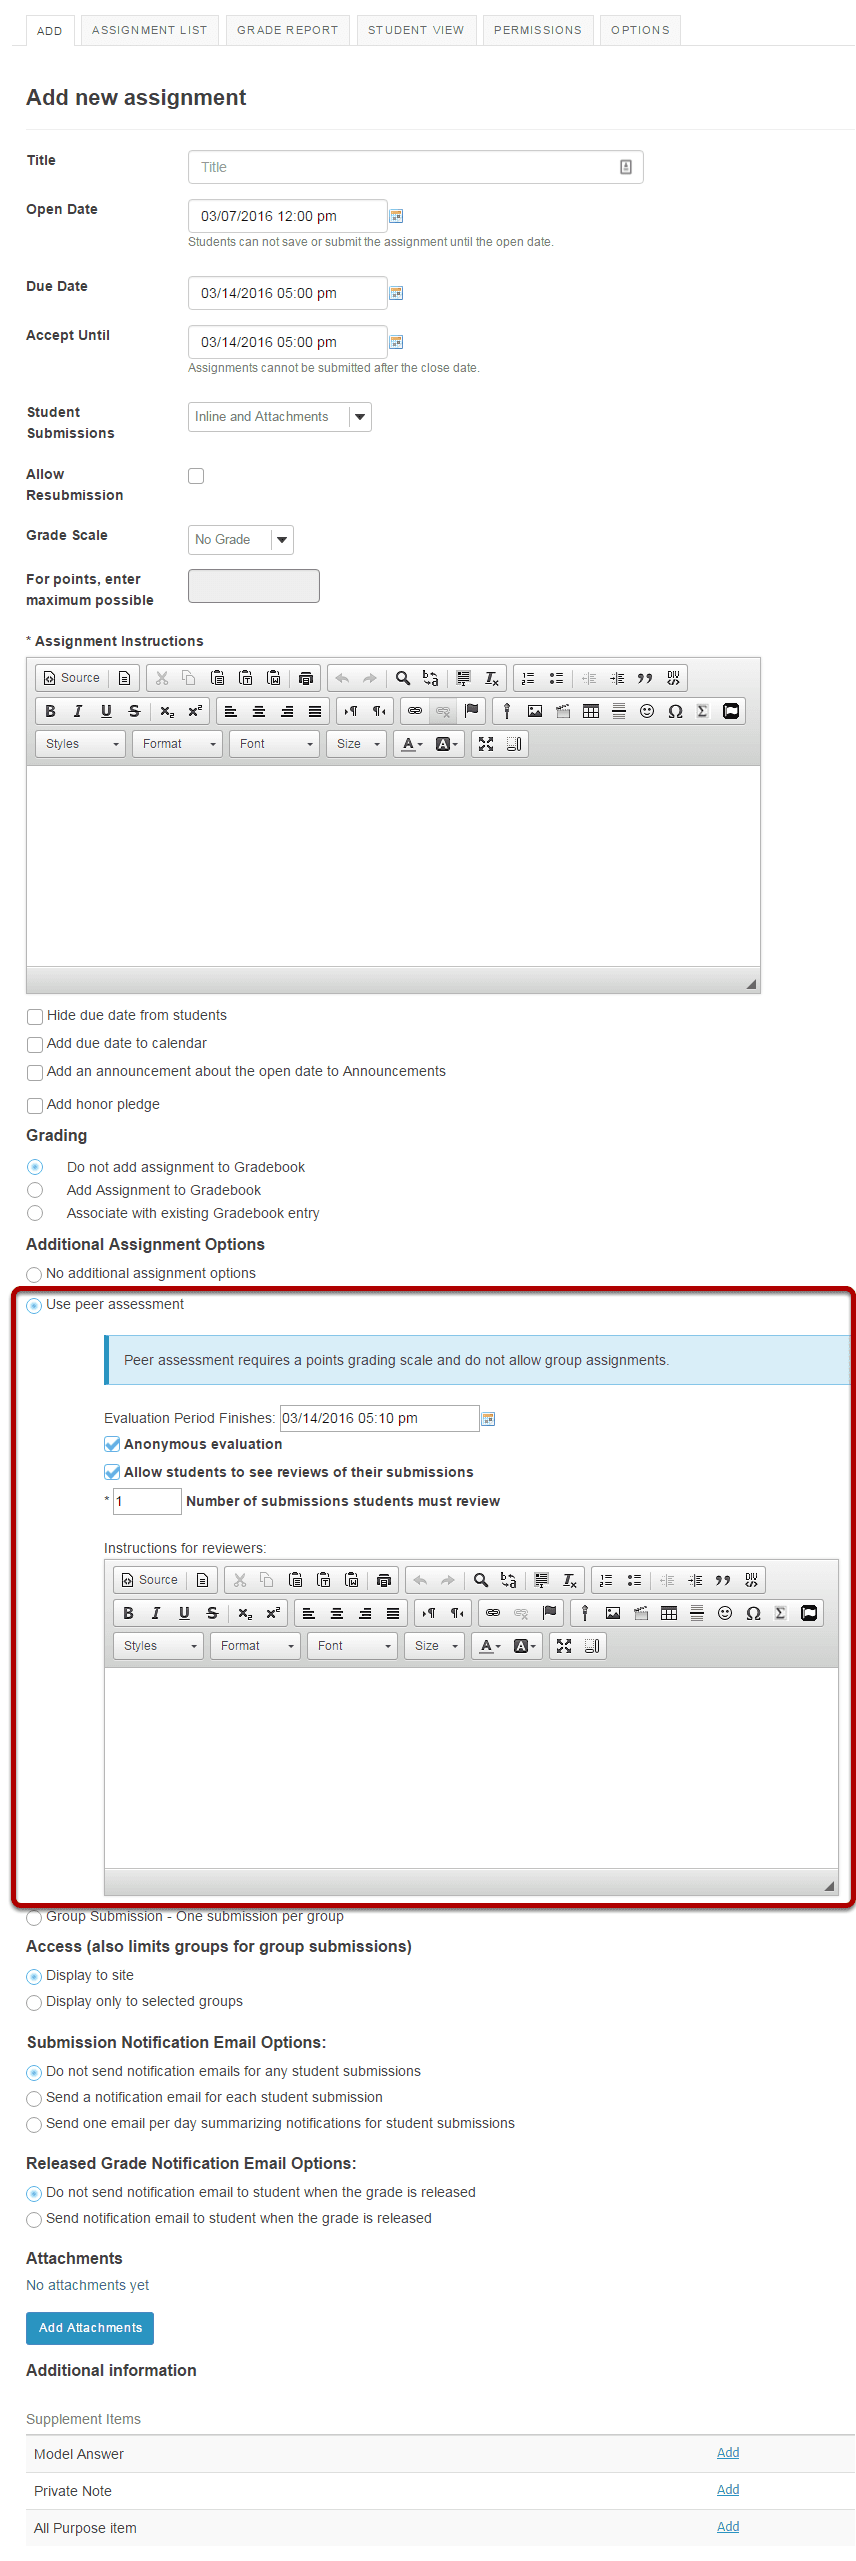 ADD ASSIGNMENT LIST GRADE REPORT STUDENT VIEW PERMISSIONS OPTIONS
Add new assignment
Title Title
Open Date 03/07/2016 12:00 pm
Students can not save or submit the assignment until the open date.
Due Date 03/14/2016 05:00 pm
Accept Until 03/14/2016 05:00 pm
Assignments cannot be submitted after the close date.
Student Inline and Attachments
Submissions
Allow
Resubmission
Grade Scale No Grade
For points, enter
maximum possible
* Assignment Instructions
Source
Styles Format Font Size
Hide due date from students
Add due date to calendar
Add an announcement about the open date to Announcements
Add honor pledge
Grading
Do not add assignment to Gradebook
Add Assignment to Gradebook
Associate with existing Gradebook entry
Additional Assignment Options
No additional assignment options
Use peer assessment
Peer assessment requires a points grading scale and do not allow group assignments.
Evaluation Period Finishes: 03/14/2016 05:10 pm
Anonymous evaluation
Allow students to see reviews of their submissions
* 1 Number of submissions students must review
Instructions for reviewers:
Source
Styles Format Font Size
Group Submission - One submission per group
Access (also limits groups for group submissions)
Display to site
Display only to selected groups
Submission Notification Email Options:
Do not send notification emails for any student submissions
Send a notification email for each student submission
Send one email per day summarizing notifications for student submissions
Released Grade Notification Email Options:
Do not send notification email to student when the grade is released
Send notification email to student when the grade is released
Attachments
No attachments yet
Add Attachments
Additional information
Supplement Items
Model Answer Add
Private Note Add
All Purpose item Add